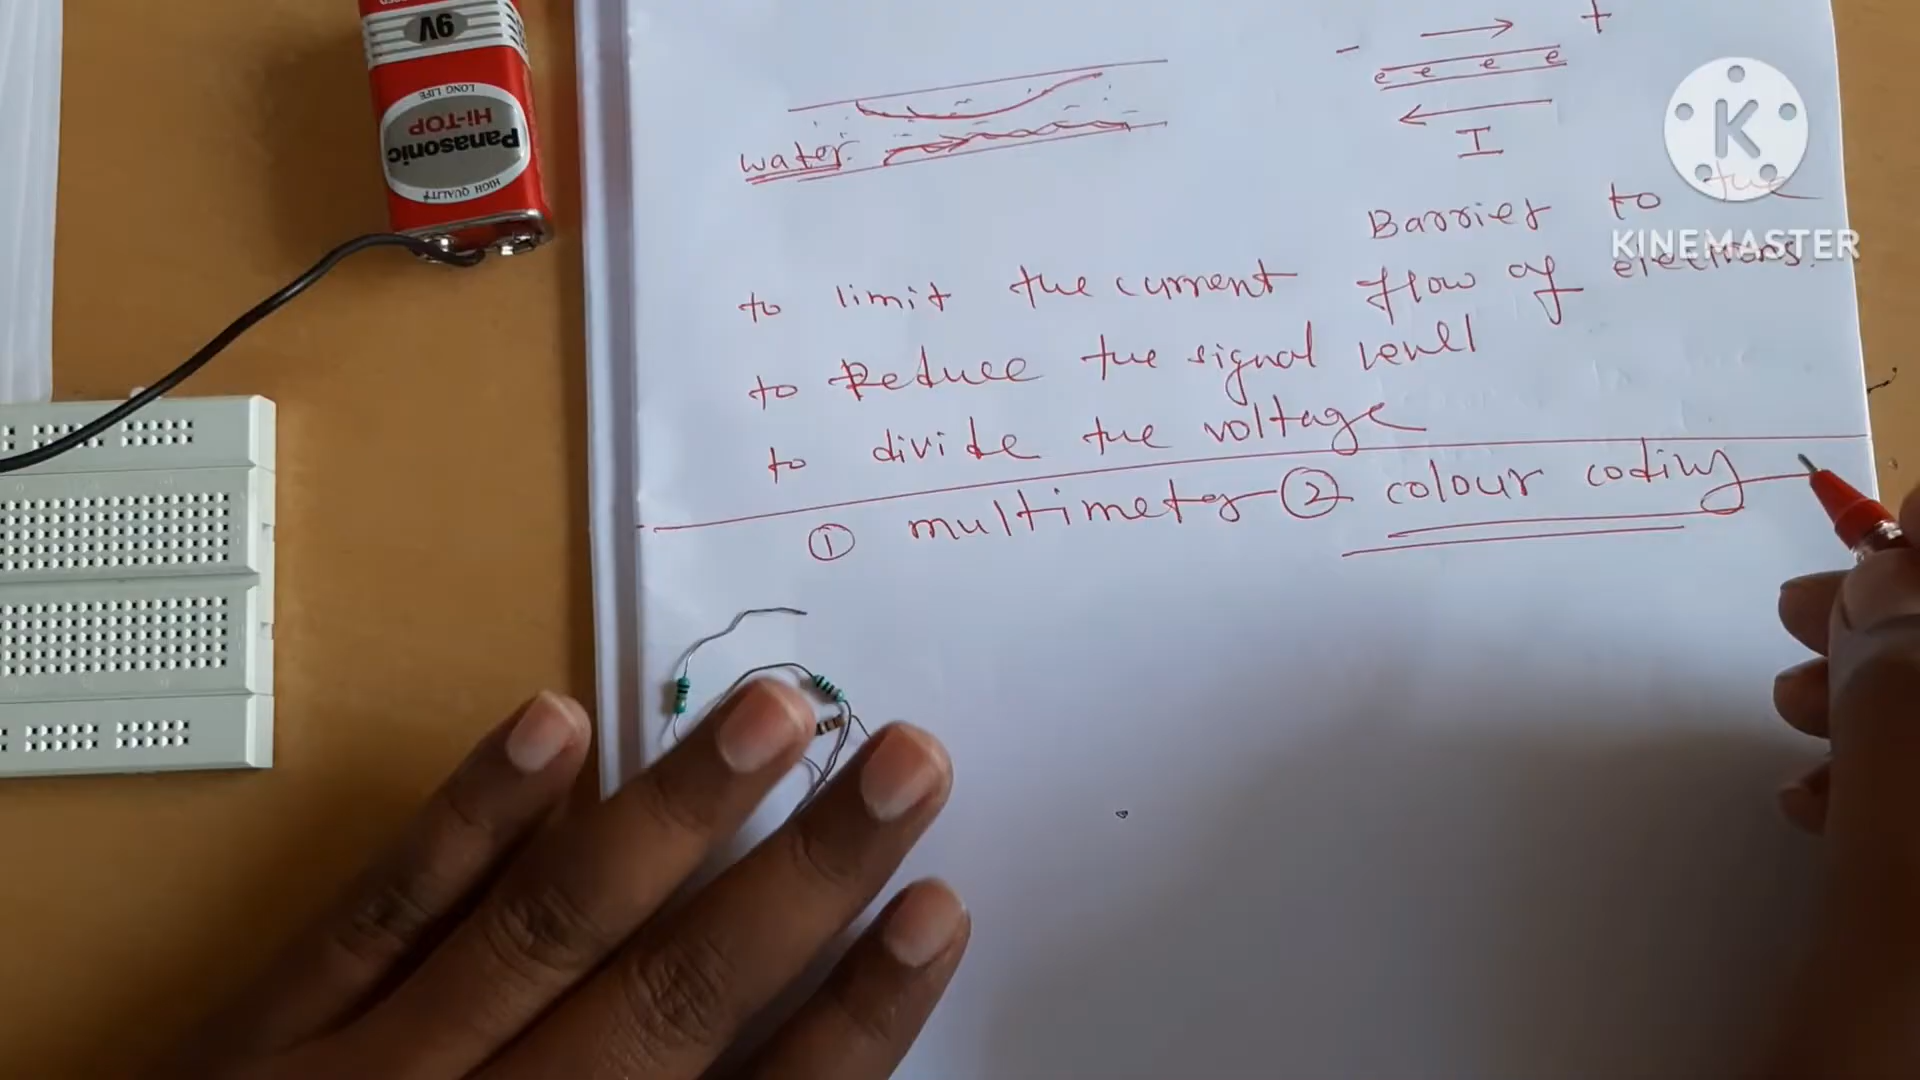 9V
LONG LIFE
Hi-TOP
Panasonic
HIGH QUALITY
- +
e e e e
I
water
K
KINEMASTER
Barrier to the
flow of electrons.
to limit the current
to Reduce the signal level
to divide the voltage
① multimeter ② colour coding